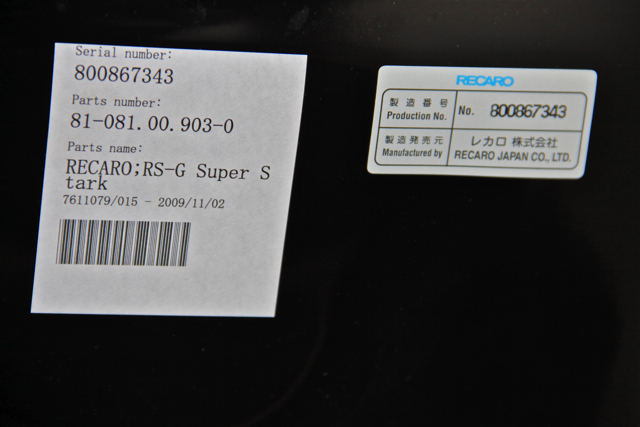 Serial number:
800867343
Parts number:
81-081.00.903-0
Parts name:
RECARO;RS-G Super S
tark
7611079/015 - 2009/11/02
RECARO
製造番号
Production No.
No. 800867343
製造発売元
Manufactured by
レカロ 株式会社
RECARO JAPAN CO., LTD.